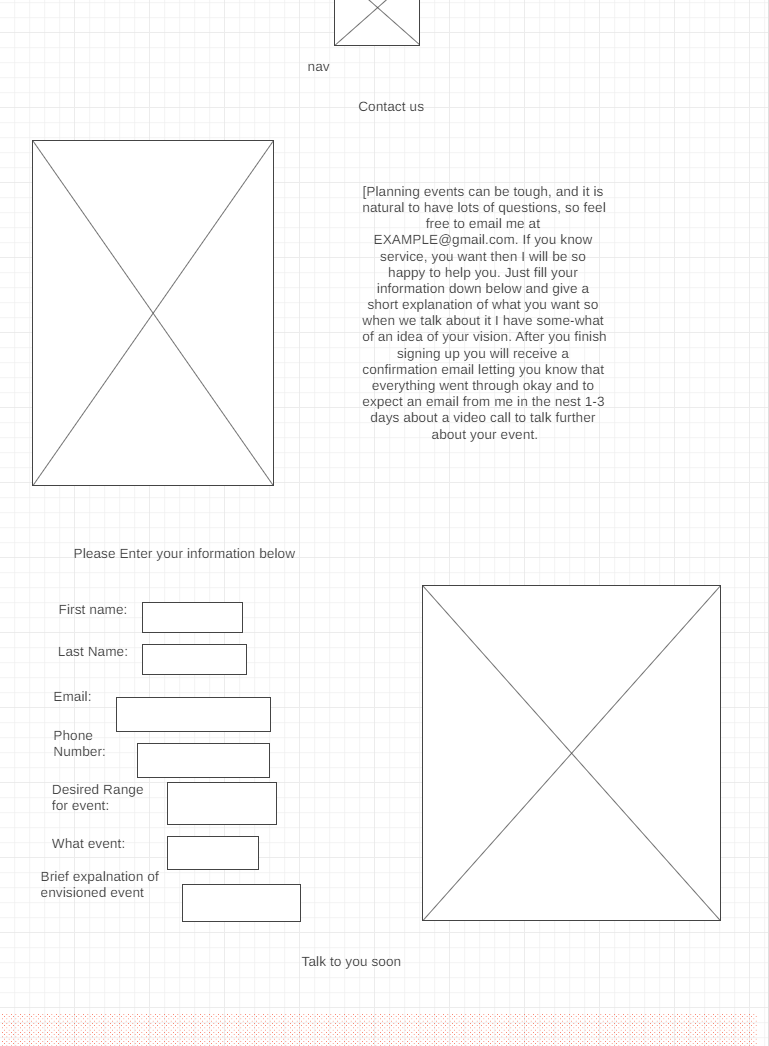 nav
Contact us
[Planning events can be tough, and it is
natural to have lots of questions, so feel
free to email me at
EXAMPLE@gmail.com. If you know
service, you want then I will be so
happy to help you. Just fill your
information down below and give a
short explanation of what you want so
when we talk about it I have some-what
of an idea of your vision. After you finish
signing up you will receive a
confirmation email letting you know that
everything went through okay and to
expect an email from me in the nest 1-3
days about a video call to talk further
about your event.
Please Enter your information below
First name:
Last Name:
Email:
Phone
Number:
Desired Range
for event:
What event:
Brief expalnation of
envisioned event
Talk to you soon